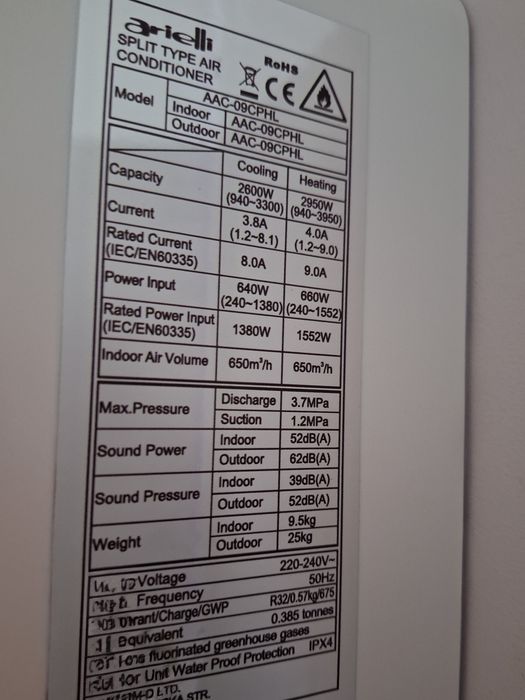 arielli
SPLIT TYPE AIR
CONDITIONER
RoHS
CE
Model AAC-09CPHL
Indoor AAC-09CPHL
Outdoor AAC-09CPHL
Cooling Heating
Capacity 2600W 2950W
(940~3300) (940~3950)
Current 3.8A 4.0A
(1.2~8.1) (1.2~9.0)
Rated Current
(IEC/EN60335) 8.0A 9.0A
Power Input 640W 660W
(240~1380) (240~1552)
Rated Power Input
(IEC/EN60335) 1380W 1552W
Indoor Air Volume 650m³/h 650m³/h
Max.Pressure Discharge 3.7MPa
Suction 1.2MPa
Sound Power Indoor 52dB(A)
Outdoor 62dB(A)
Sound Pressure Indoor 39dB(A)
Outdoor 52dB(A)
Weight Indoor 9.5kg
Outdoor 25kg
Voltage 220-240V~
Frequency 50Hz
/Charge/GWP R32/0.57kg/675
Equivalent 0.385 tonnes
fluorinated greenhouse gases
for Unit Water Proof Protection IPX4
LTD.
STR.